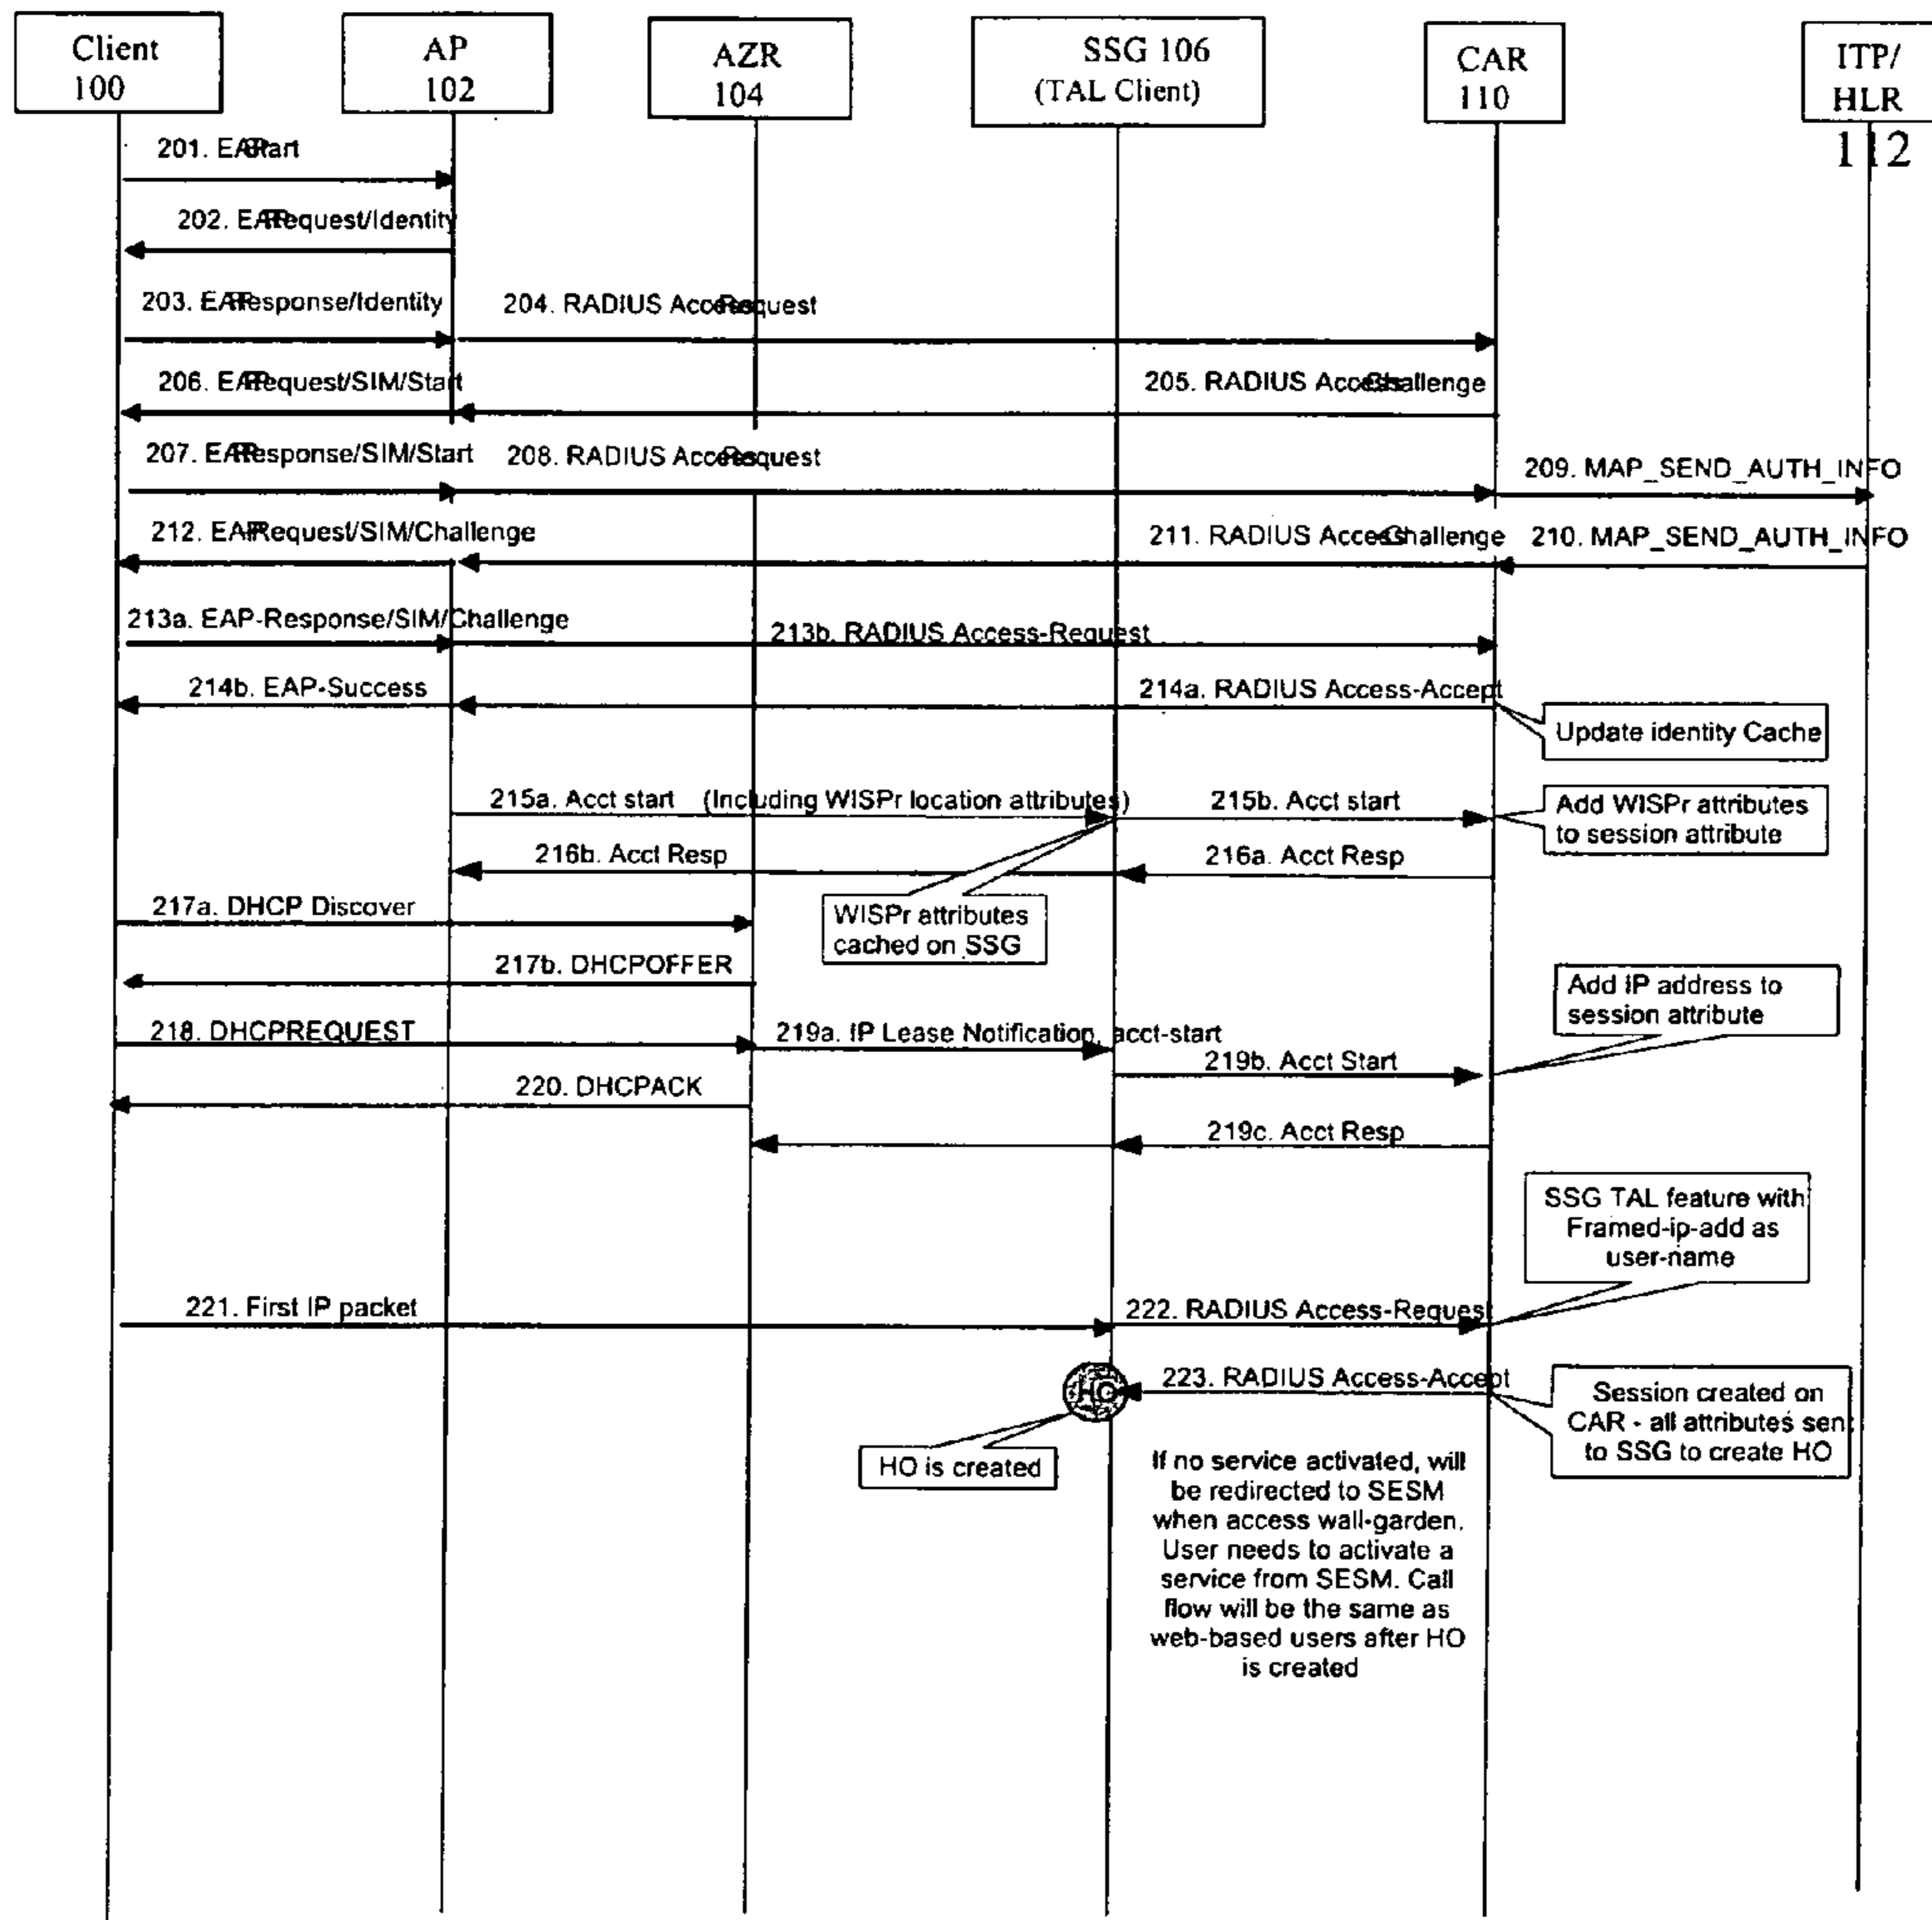 Client
100
AP
102
AZR
104
SSG 106
(TAL Client)
CAR
110
ITP/
HLR
112
201. EAP
202. EAP Request/Identity
203. EAP Response/Identity
204. RADIUS Access Request
206. EAP Request/SIM/Start
205. RADIUS Access Challenge
207. EAP Response/SIM/Start
208. RADIUS Access Request
209. MAP_SEND_AUTH_INFO
212. EAP Request/SIM/Challenge
211. RADIUS Access Challenge
210. MAP_SEND_AUTH_INFO
213a. EAP-Response/SIM/Challenge
213b. RADIUS Access-Request
214b. EAP-Success
214a. RADIUS Access-Accept
Update identity Cache
215a. Acct start (Including WISPr location attributes)
215b. Acct start
Add WISPr attributes
to session attribute
216b. Acct Resp
216a. Acct Resp
WISPr attributes
cached on SSG
217a. DHCP Discover
217b. DHCPOFFER
Add IP address to
session attribute
218. DHCPREQUEST
219a. IP Lease Notification, acct-start
219b. Acct Start
220. DHCPACK
219c. Acct Resp
SSG TAL feature with
Framed-ip-add as
user-name
221. First IP packet
222. RADIUS Access-Request
HO
223. RADIUS Access-Accept
Session created on
CAR - all attributes sent
to SSG to create HO
HO is created
If no service activated, will
be redirected to SESM
when access wall-garden.
User needs to activate a
service from SESM. Call
flow will be the same as
web-based users after HO
is created